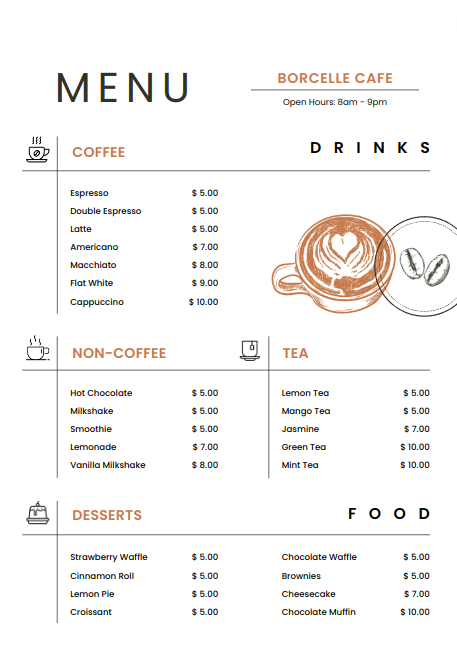 MENU
BORCELLE CAFE
Open Hours: 8am - 9pm
COFFEE
DRINKS
Espresso $ 5.00
Double Espresso $ 5.00
Latte $ 5.00
Americano $ 7.00
Macchiato $ 8.00
Flat White $ 9.00
Cappuccino $ 10.00
NON-COFFEE
Hot Chocolate $ 5.00
Milkshake $ 5.00
Smoothie $ 5.00
Lemonade $ 7.00
Vanilla Milkshake $ 8.00
TEA
Lemon Tea $ 5.00
Mango Tea $ 5.00
Jasmine $ 7.00
Green Tea $ 10.00
Mint Tea $ 10.00
DESSERTS
FOOD
Strawberry Waffle $ 5.00
Cinnamon Roll $ 5.00
Lemon Pie $ 5.00
Croissant $ 5.00
Chocolate Waffle $ 5.00
Brownies $ 5.00
Cheesecake $ 7.00
Chocolate Muffin $ 10.00